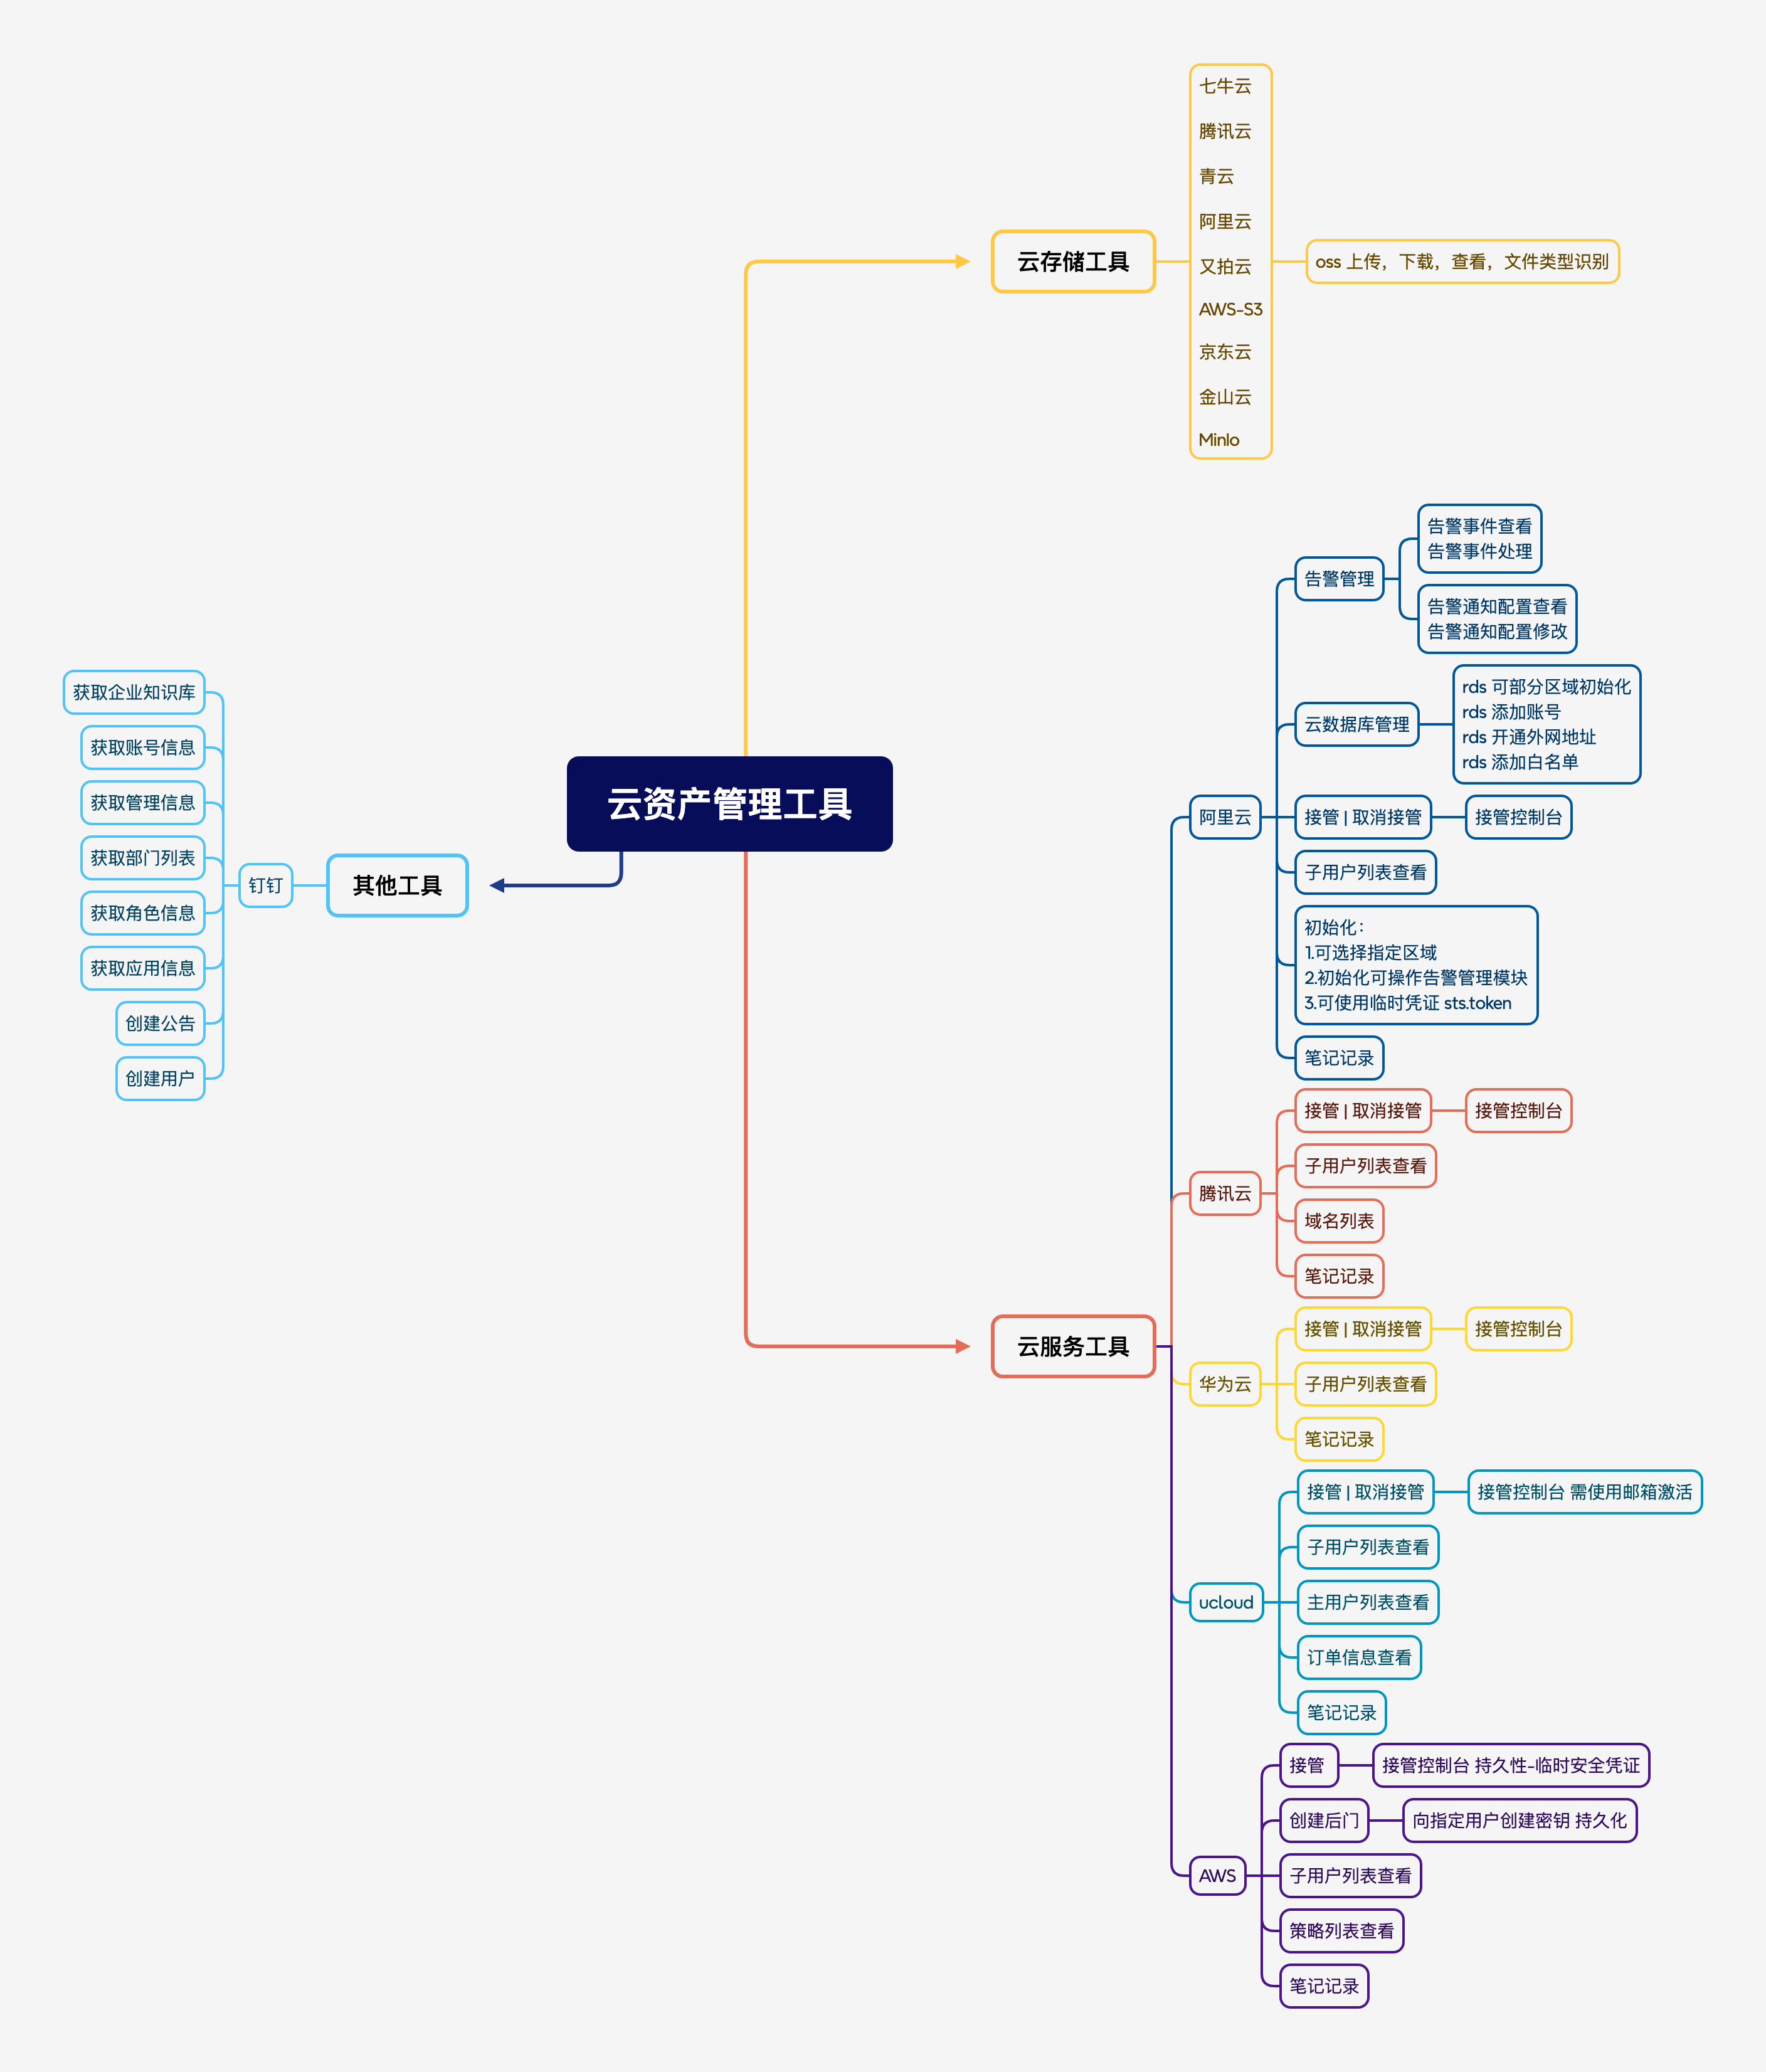 云资产管理工具
云存储工具
七牛云
腾讯云
青云
阿里云
又拍云
AWS-S3
京东云
金山云
MinIo
oss 上传，下载，查看，文件类型识别
云服务工具
阿里云
告警管理
告警事件查看
告警事件处理
告警通知配置查看
告警通知配置修改
云数据库管理
rds 可部分区域初始化
rds 添加账号
rds 开通外网地址
rds 添加白名单
接管 | 取消接管
接管控制台
子用户列表查看
初始化：
1.可选择指定区域
2.初始化可操作告警管理模块
3.可使用临时凭证 sts.token
笔记记录
腾讯云
接管 | 取消接管
接管控制台
子用户列表查看
域名列表
笔记记录
华为云
接管 | 取消接管
接管控制台
子用户列表查看
笔记记录
ucloud
接管 | 取消接管
接管控制台 需使用邮箱激活
子用户列表查看
主用户列表查看
订单信息查看
笔记记录
AWS
接管
接管控制台 持久性-临时安全凭证
创建后门
向指定用户创建密钥 持久化
子用户列表查看
策略列表查看
笔记记录
其他工具
钉钉
获取企业知识库
获取账号信息
获取管理信息
获取部门列表
获取角色信息
获取应用信息
创建公告
创建用户